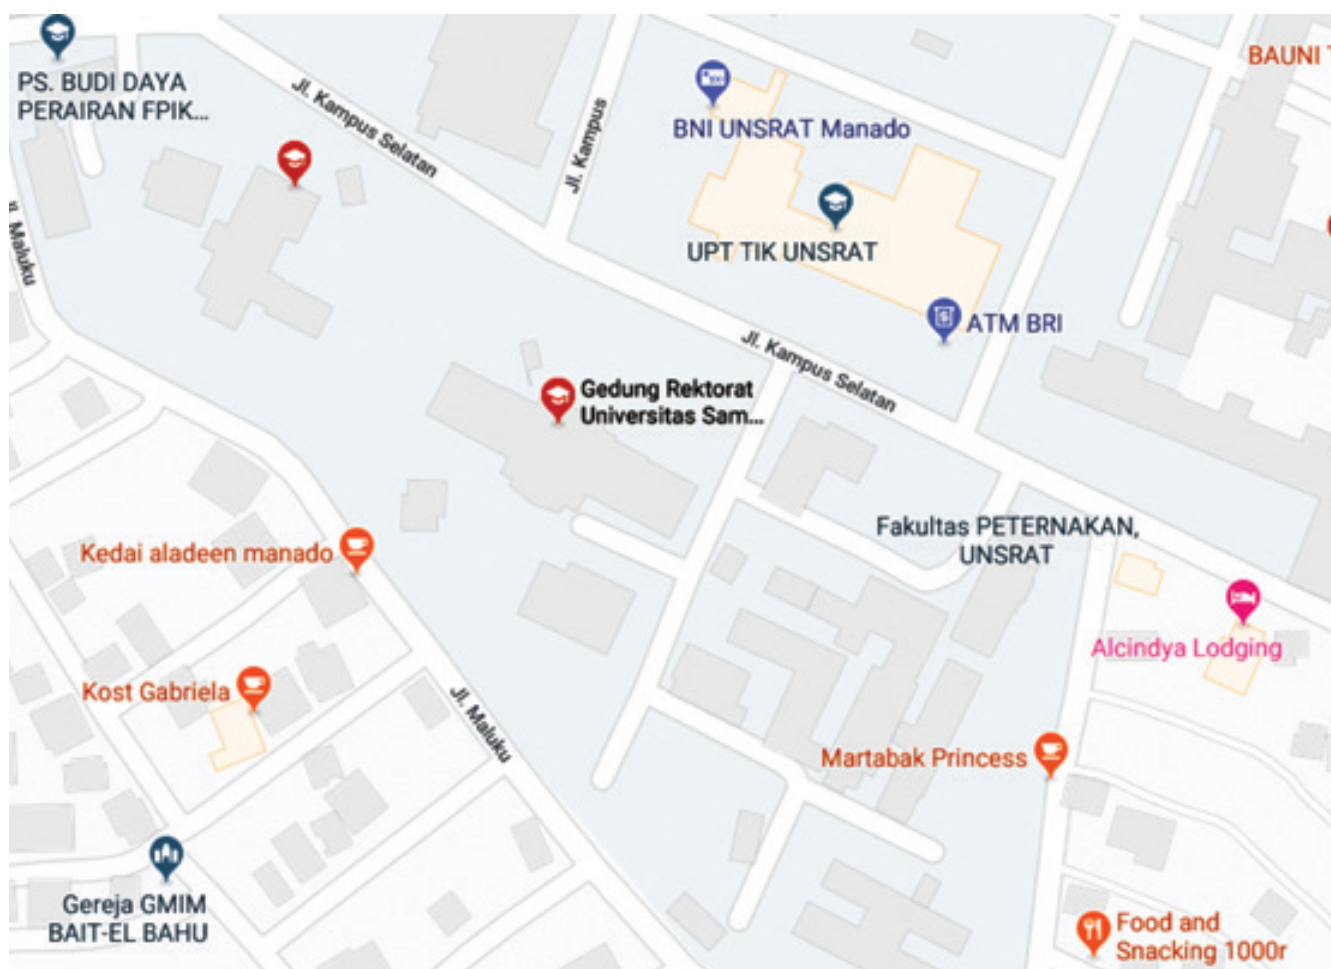 PS. BUDI DAYA
PERAIRAN FPIK...
Jl. Kampus Selatan
Jl. Kampus
BNI UNSRAT Manado
BAUNI
UPT TIK UNSRAT
Maluku
ATM BRI
Jl. Kampus Selatan
Gedung Rektorat
Universitas Sam...
Fakultas PETERNAKAN,
UNSRAT
Kedai aladeen manado
Alcindya Lodging
Kost Gabriela
Jl. Maluku
Martabak Princess
Gereja GMIM
BAIT-EL BAHU
Food and
Snacking 1000r